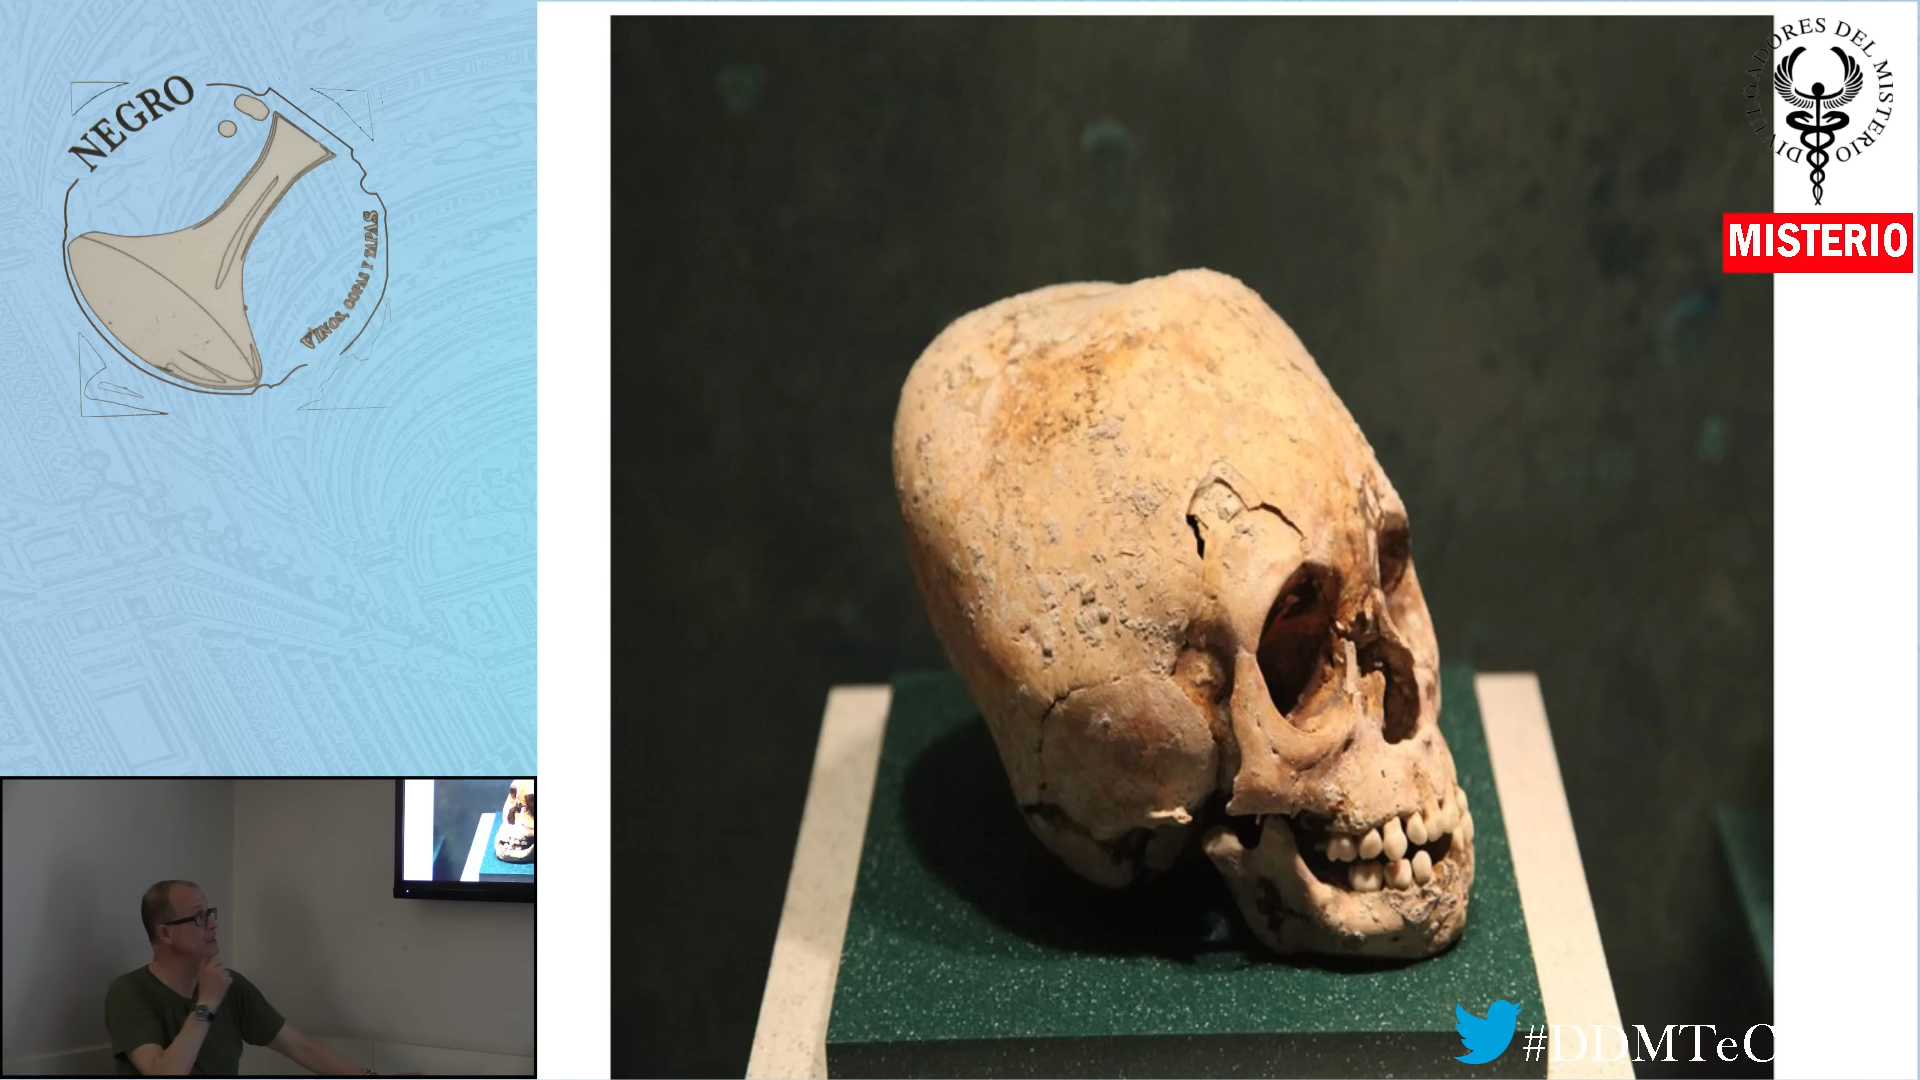 NEGRO
VINOS, COPAS Y TAPAS
DIVULGADORES DEL MISTERIO
MISTERIO
#DDMTeC